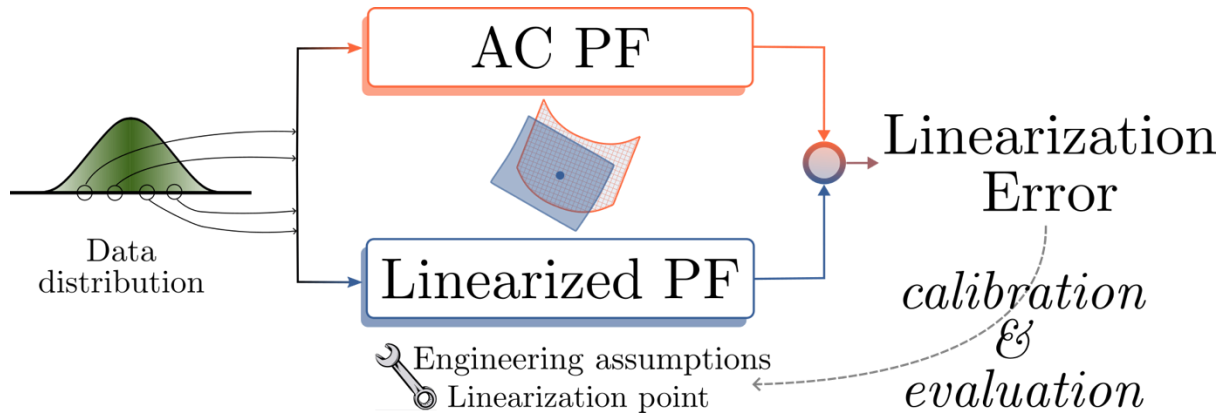 AC PF
Data
distribution
Linearized PF
Linearization
Error
calibration
&
evaluation
Engineering assumptions
Linearization point